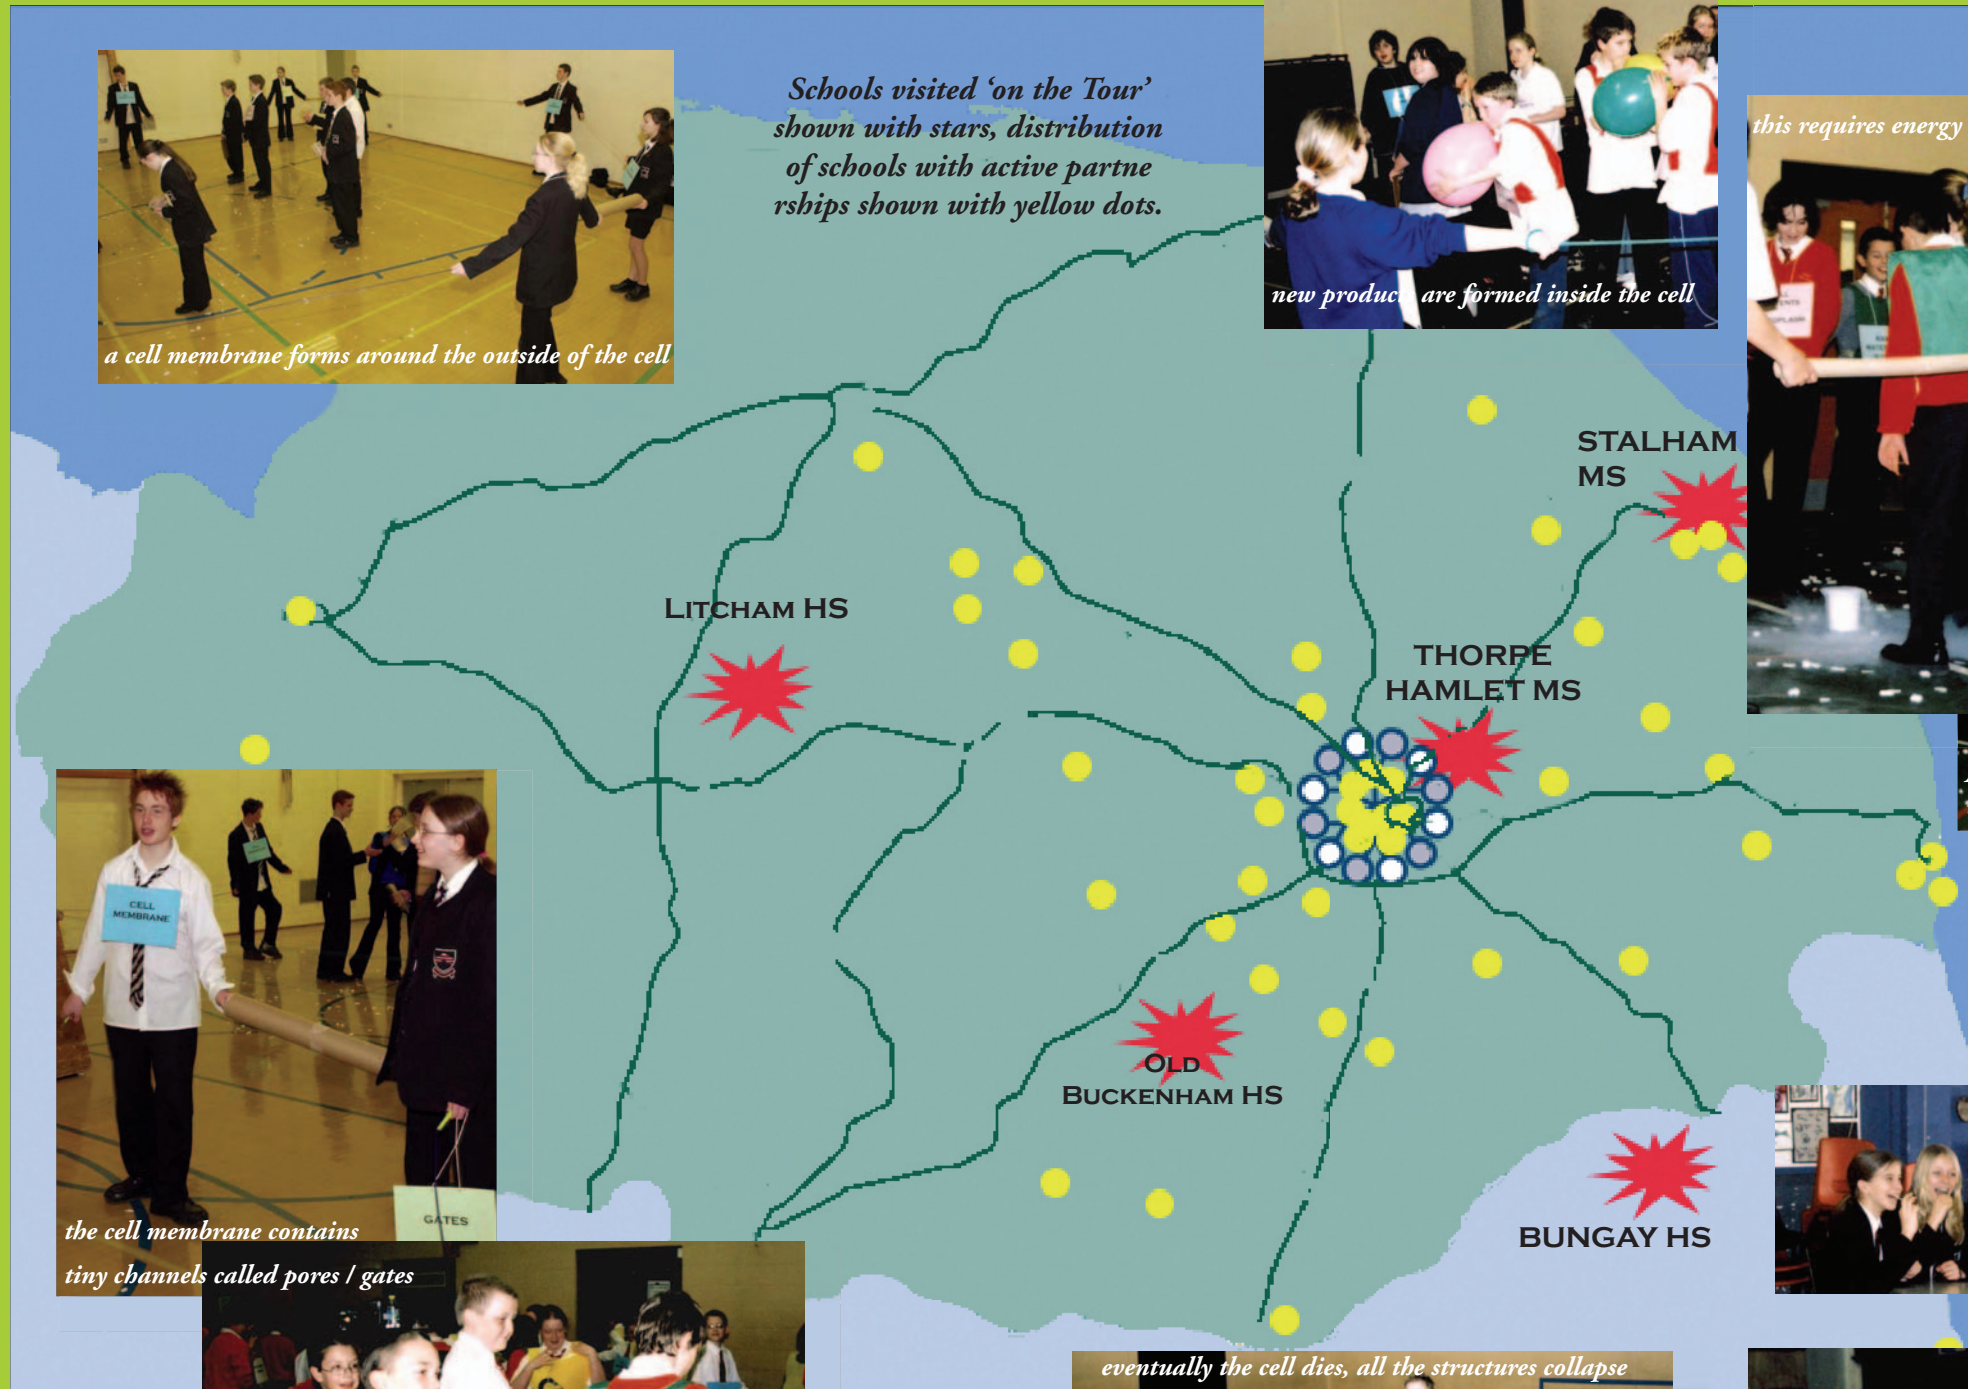 Schools visited ‘on the Tour’
shown with stars, distribution
of schools with active partne
rships shown with yellow dots.
a cell membrane forms around the outside of the cell
new products are formed inside the cell
this requires energy
STALHAM
MS
LITCHAM HS
THORPE
HAMLET MS
CELL
MEMBRANE
GATES
the cell membrane contains
tiny channels called pores / gates
OLD
BUCKENHAM HS
BUNGAY HS
eventually the cell dies, all the structures collapse